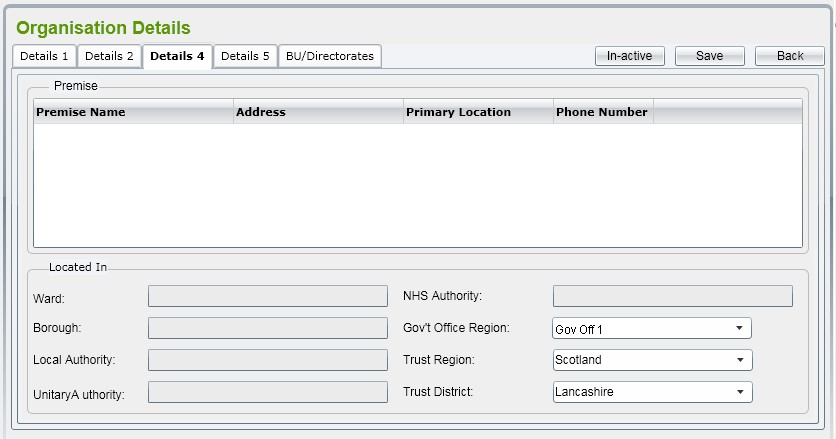 Organisation Details
Details 1 Details 2 Details 4 Details 5 BU/Directorates In-active Save Back
Premise
Premise Name Address Primary Location Phone Number
Located In
Ward: NHS Authority:
Borough: Gov't Office Region: Gov Off 1
Local Authority: Trust Region: Scotland
UnitaryA uthority: Trust District: Lancashire